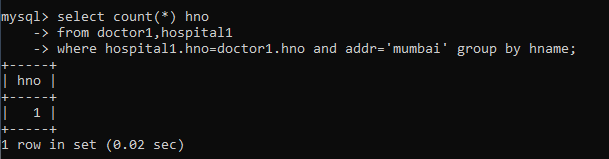 mysql> select count(*) hno
    -> from doctor1,hospital1
    -> where hospital1.hno=doctor1.hno and addr='mumbai' group by hname;
+-----+
| hno |
+-----+
|   1 |
+-----+
1 row in set (0.02 sec)